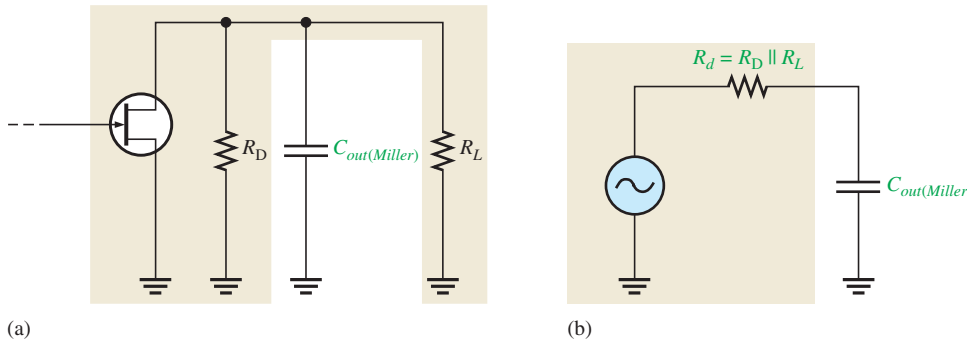 R_D
C_out(Miller)
R_L
(a)
R_d = R_D || R_L
C_out(Miller
(b)